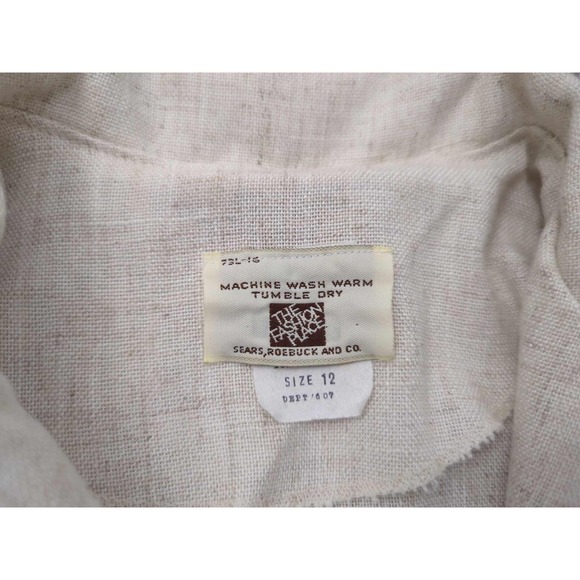 73L-16
MACHINE WASH WARM
TUMBLE DRY
THE
FASHION
PLACE
SEARS, ROEBUCK AND CO.
SIZE 12
DEPT 607